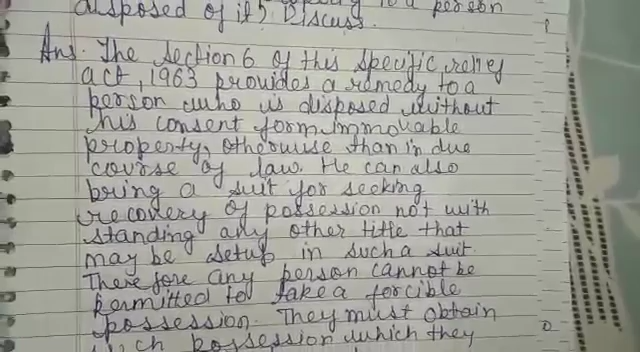 disposed of it? Discuss.
Ans. The Section 6 of this Specific relief
act, 1963 provides a remedy to a
person who is disposed without
his consent form immovable
property, otherwise than in due
course of law. He can also
bring a suit for seeking
recovery of possession not with
standing any other title that
may be setup in such a suit
Therefore any person cannot be
permitted to take a forcible
possession. They must obtain
such possession which they